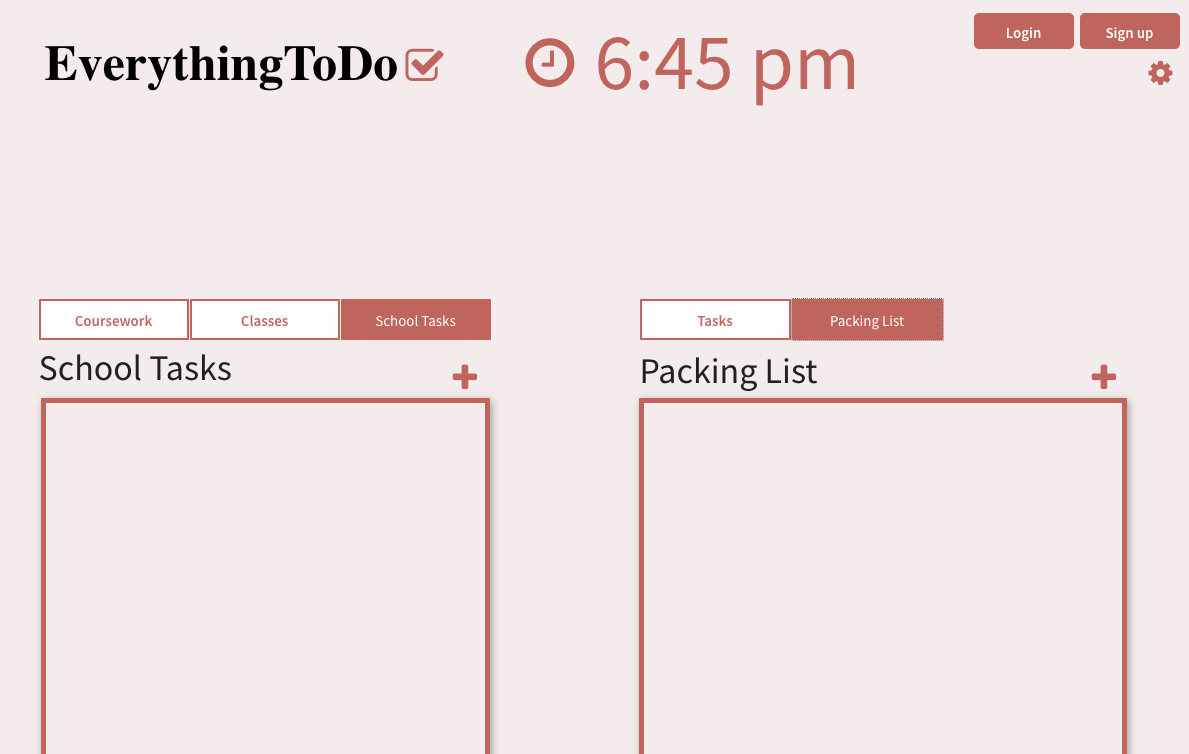 EverythingToDo
6:45 pm
Login
Sign up
Coursework
Classes
School Tasks
School Tasks
Tasks
Packing List
Packing List